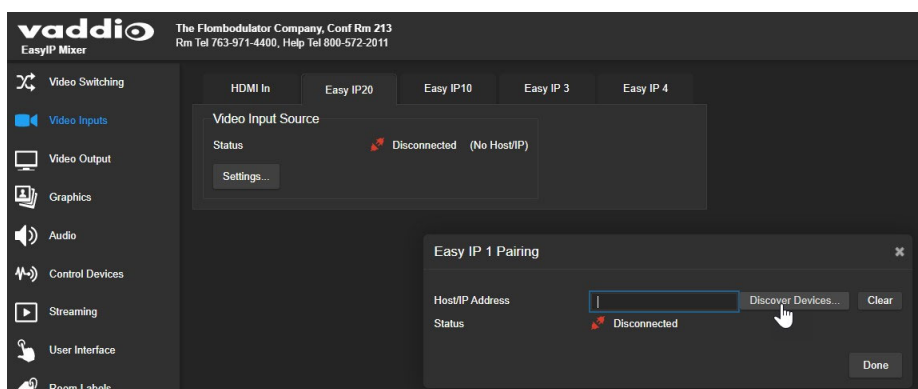 vaddio
EasyIP Mixer
The Flombodulator Company, Conf Rm 213
Rm Tel 763-971-4400, Help Tel 800-572-2011
Video Switching
Video Inputs
Video Output
Graphics
Audio
Control Devices
Streaming
User Interface
Room Labels
HDMI In
Easy IP20
Easy IP10
Easy IP 3
Easy IP 4
Video Input Source
Status Disconnected (No Host/IP)
Settings...
Easy IP 1 Pairing
Host/IP Address Discover Devices... Clear
Status Disconnected
Done